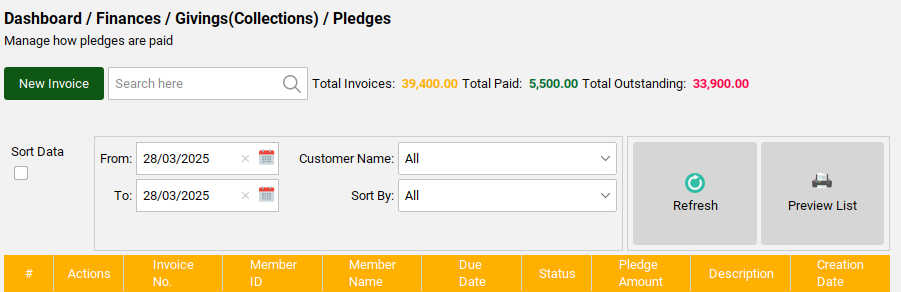 Dashboard / Finances / Givings(Collections) / Pledges
Manage how pledges are paid
New Invoice Search here Total Invoices: 39,400.00 Total Paid: 5,500.00 Total Outstanding: 33,900.00
Sort Data
From: 28/03/2025 Customer Name: All
To: 28/03/2025 Sort By: All
Refresh Preview List
# Actions Invoice No. Member ID Member Name Due Date Status Pledge Amount Description Creation Date